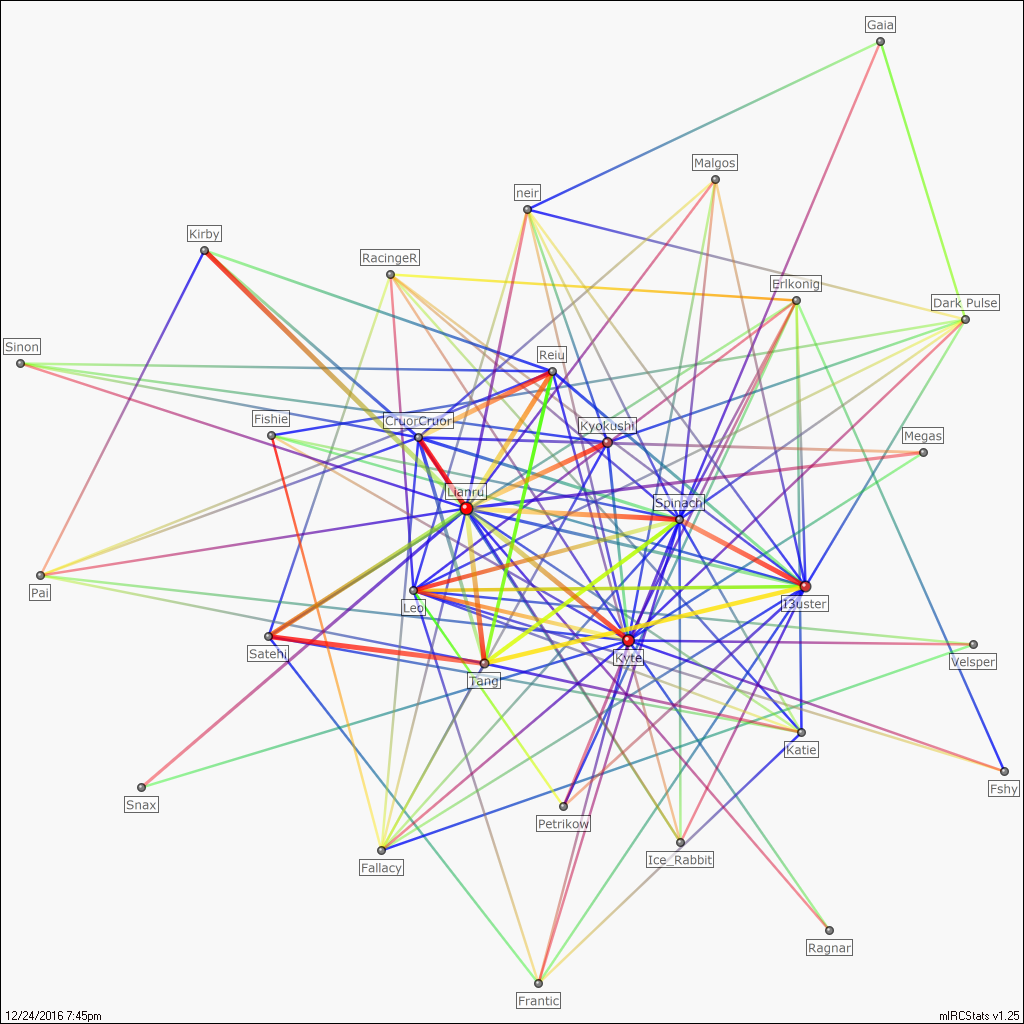 Gaia
Malgos
neir
Kirby
RacingeR
Erlkonig
Dark Pulse
Sinon
Reiu
Fishie
CruorCruor
Kyokushi
Megas
Lianru
Spinach
Pai
Leo
I3uster
Satehi
Kyte
Velsper
Tang
Katie
Fshy
Snax
Petrikow
Ice_Rabbit
Fallacy
Ragnar
Frantic
12/24/2016 7:45pm
mIRCStats v1.25